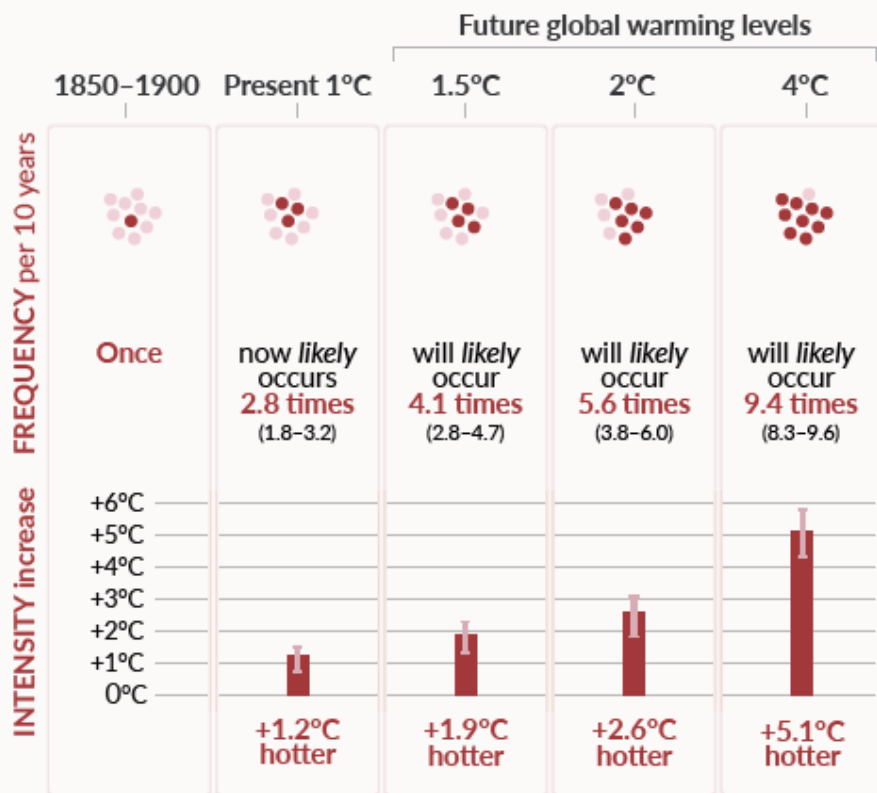 Future global warming levels
1850–1900
Present 1°C
1.5°C
2°C
4°C
FREQUENCY per 10 years
Once
now likely
occurs
2.8 times
(1.8–3.2)
will likely
occur
4.1 times
(2.8–4.7)
will likely
occur
5.6 times
(3.8–6.0)
will likely
occur
9.4 times
(8.3–9.6)
INTENSITY increase
+6°C
+5°C
+4°C
+3°C
+2°C
+1°C
0°C
+1.2°C
hotter
+1.9°C
hotter
+2.6°C
hotter
+5.1°C
hotter